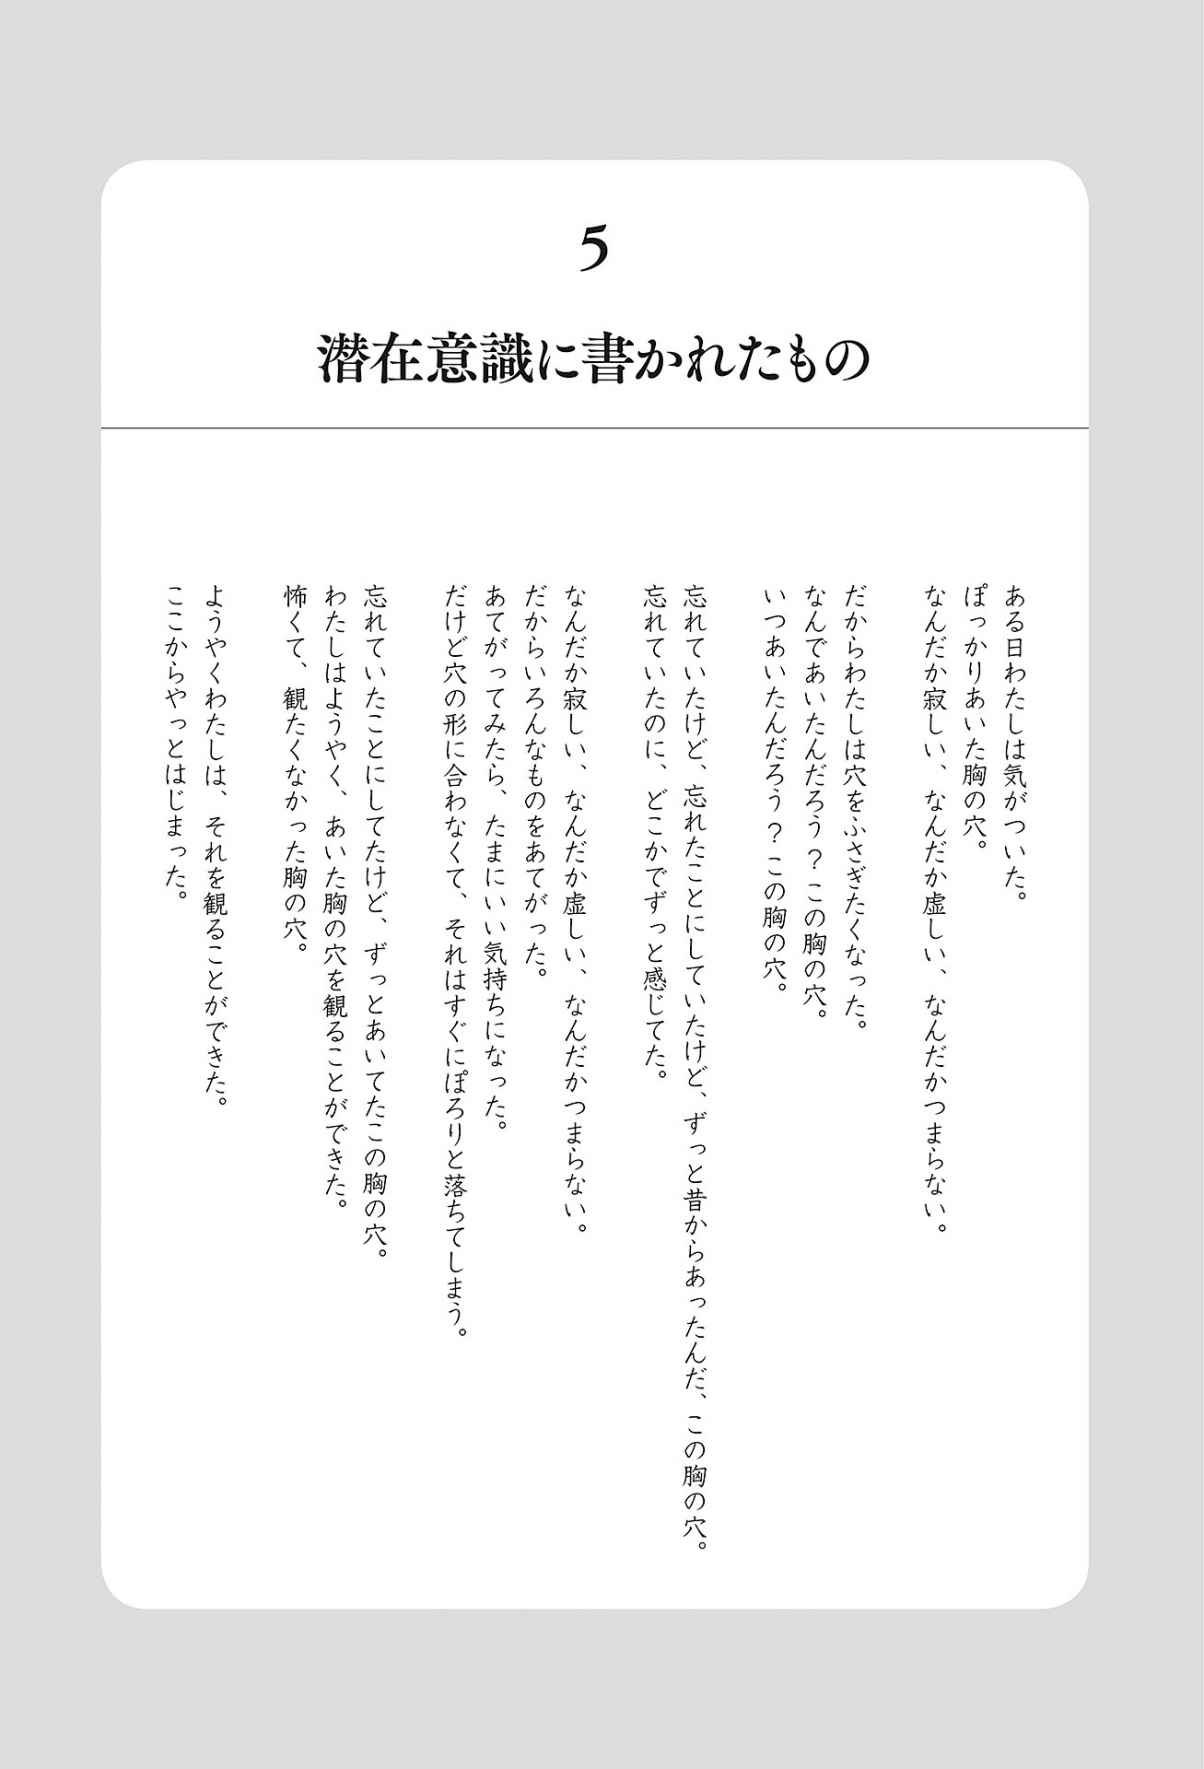 5
潜在意識に書かれたもの
ある日わたしは気がついた。
ぽっかりあいた胸の穴。
なんだか寂しい、なんだか虚しい、なんだかつまらない。
だからわたしは穴をふさぎたくなった。
なんであいたんだろう？この胸の穴。
いつあいたんだろう？この胸の穴。
忘れていたけど、忘れたことにしていたけど、ずっと昔からあったんだ、この胸の穴。
忘れていたのに、どこかでずっと感じてた。
なんだか寂しい、なんだか虚しい、なんだかつまらない。
だからいろんなものをあてがった。
あてがってみたら、たまにいい気持ちになった。
だけど穴の形に合わなくて、それはすぐにぽろりと落ちてしまう。
忘れていたことにしてたけど、ずっとあいてたこの胸の穴。
わたしはようやく、あいた胸の穴を観ることができた。
怖くて、観たくなかった胸の穴。
ようやくわたしは、それを観ることができた。
ここからやっとはじまった。